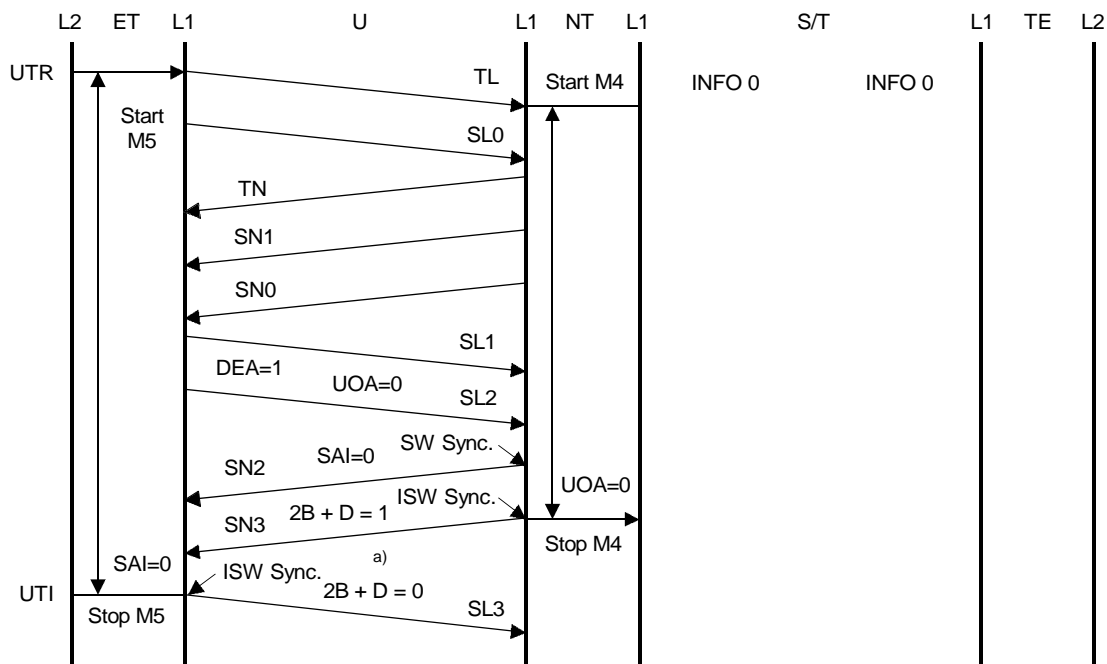 L2 ET L1 U L1 NT L1 S/T L1 TE L2
UTR TL Start M4 INFO 0 INFO 0
Start
M5
SL0
TN
SN1
SN0
SL1
DEA=1 UOA=0 SL2
SW Sync.
SN2 SAI=0
ISW Sync. UOA=0
SN3 2B + D = 1
Stop M4
a)
SAI=0 ISW Sync.
UTI 2B + D = 0
Stop M5 SL3